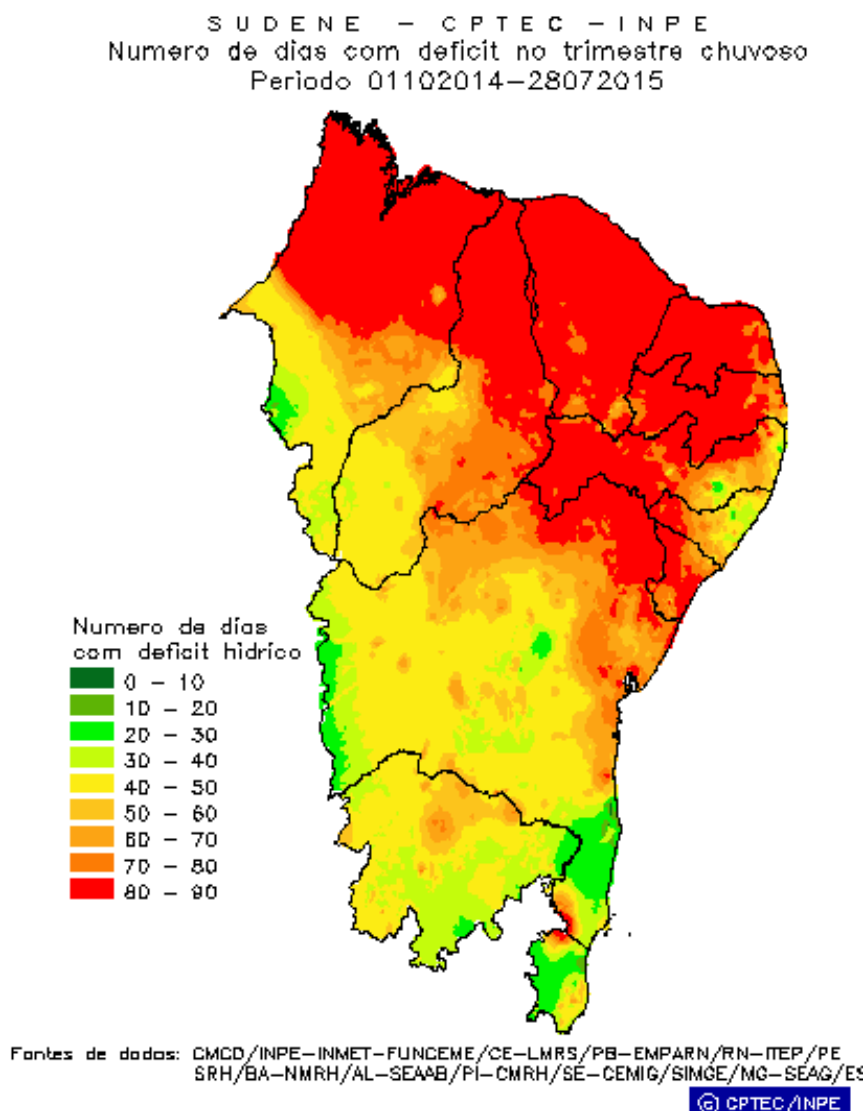 SUDENE - CPTEC - INPE
Numero de dias com deficit no trimestre chuvoso
Periodo 01102014-28072015
Numero de dias
com deficit hidrico
0 - 10
10 - 20
20 - 30
30 - 40
40 - 50
50 - 60
60 - 70
70 - 80
80 - 90
Fontes de dados: CMCD/INPE-INMET-FUNCEME/CE-LMRS/PB-EMPARN/RN-ITEP/PE
SRH/BA-NMRH/AL-SEAAB/PI-CMRH/SE-CEMIG/SIMGE/MG-SEAG/ES
© CPTEC/INPE